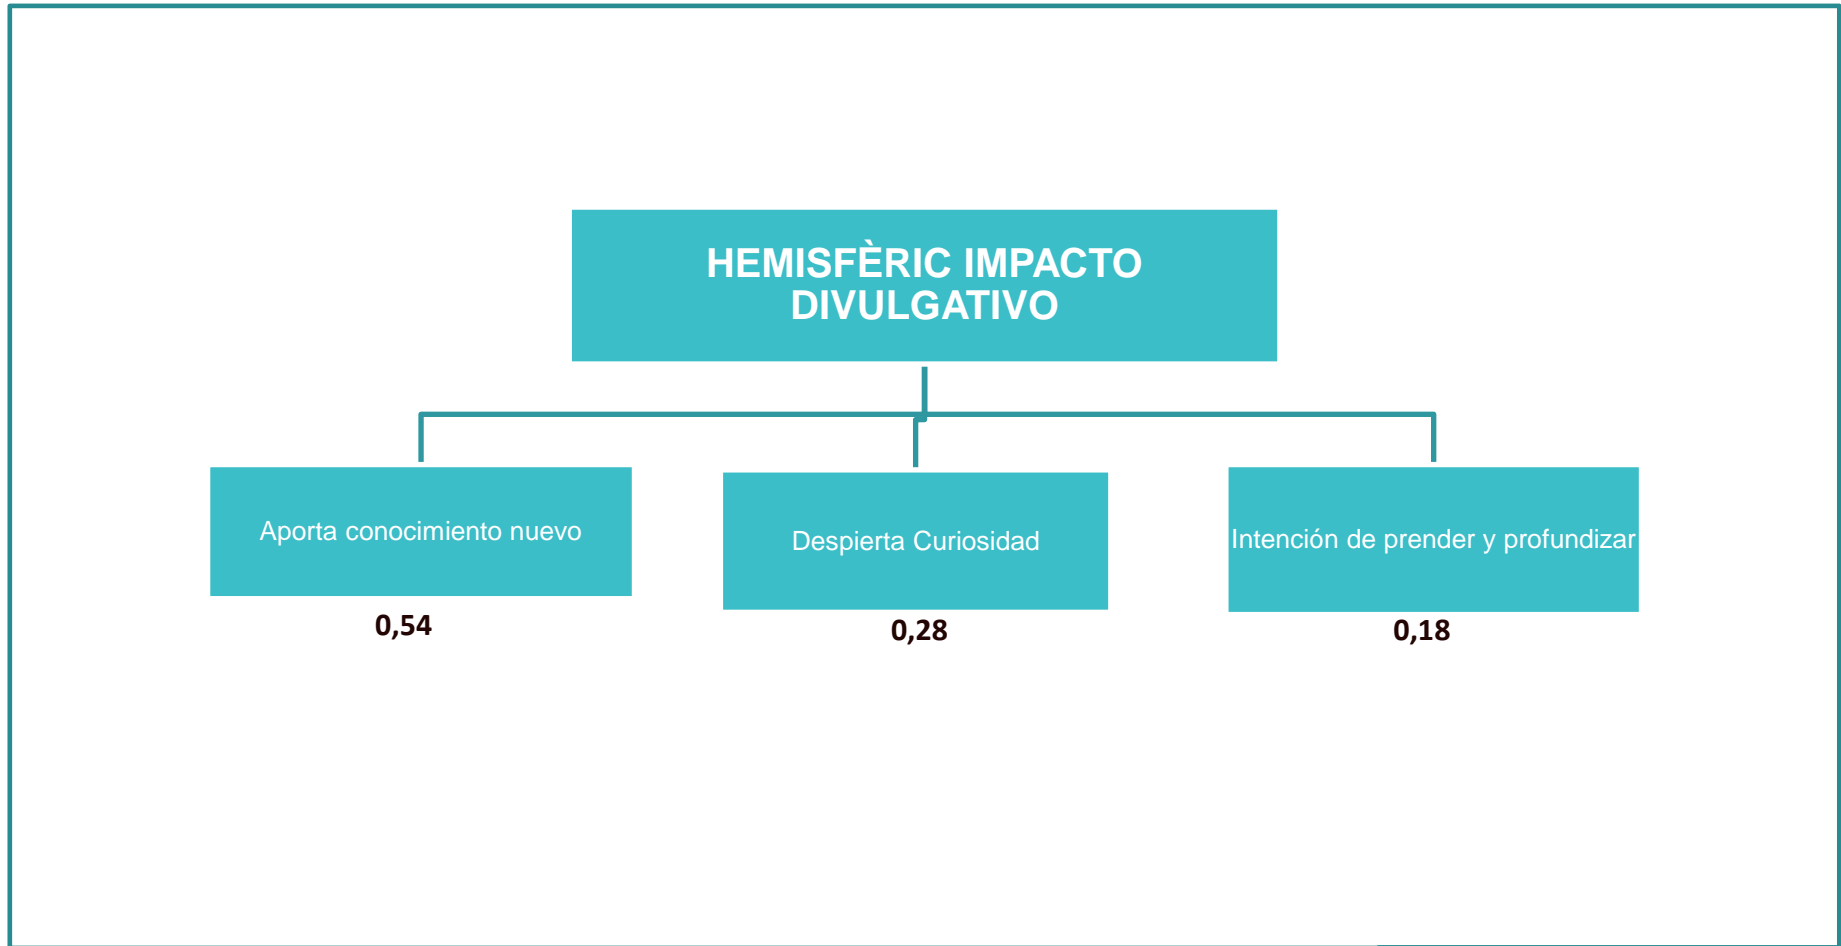 HEMISFÈRIC IMPACTO
DIVULGATIVO
Aporta conocimiento nuevo
0,54
Despierta Curiosidad
0,28
Intención de prender y profundizar
0,18